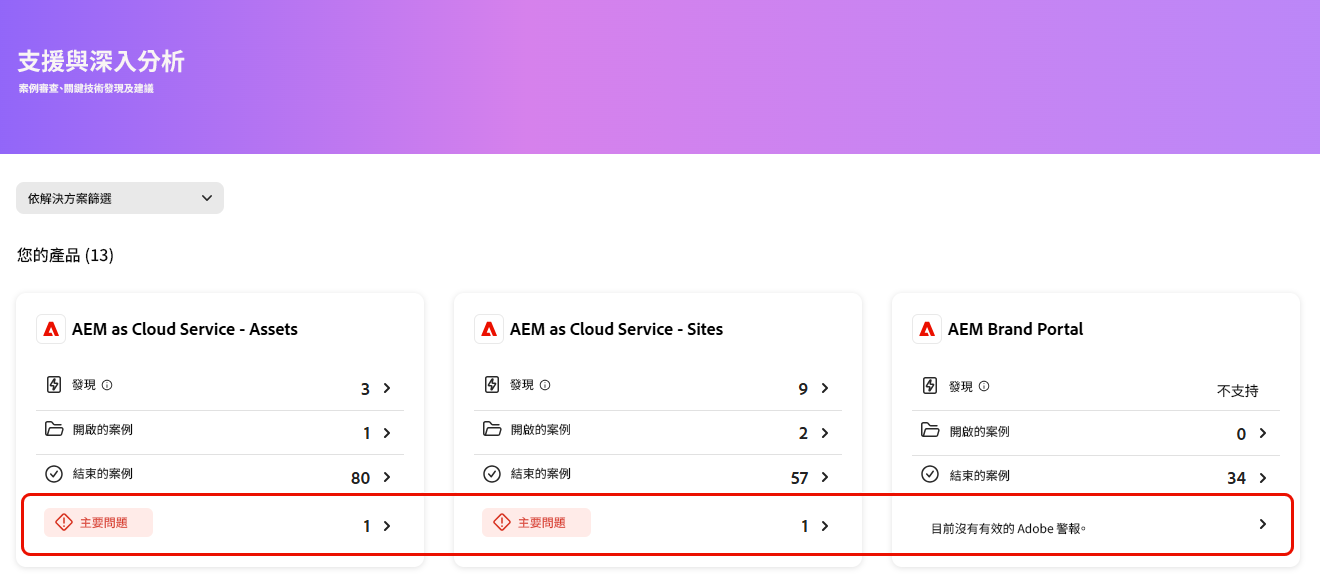 支援與深入分析
案例審查、關鍵技術發現及建議
依解決方案篩選
您的產品 (13)
AEM as Cloud Service - Assets
發現
3
開啟的案例
1
結束的案例
80
主要問題
1
AEM as Cloud Service - Sites
發現
9
開啟的案例
2
結束的案例
57
主要問題
1
AEM Brand Portal
發現
不支持
開啟的案例
0
結束的案例
34
目前沒有有效的 Adobe 警報。